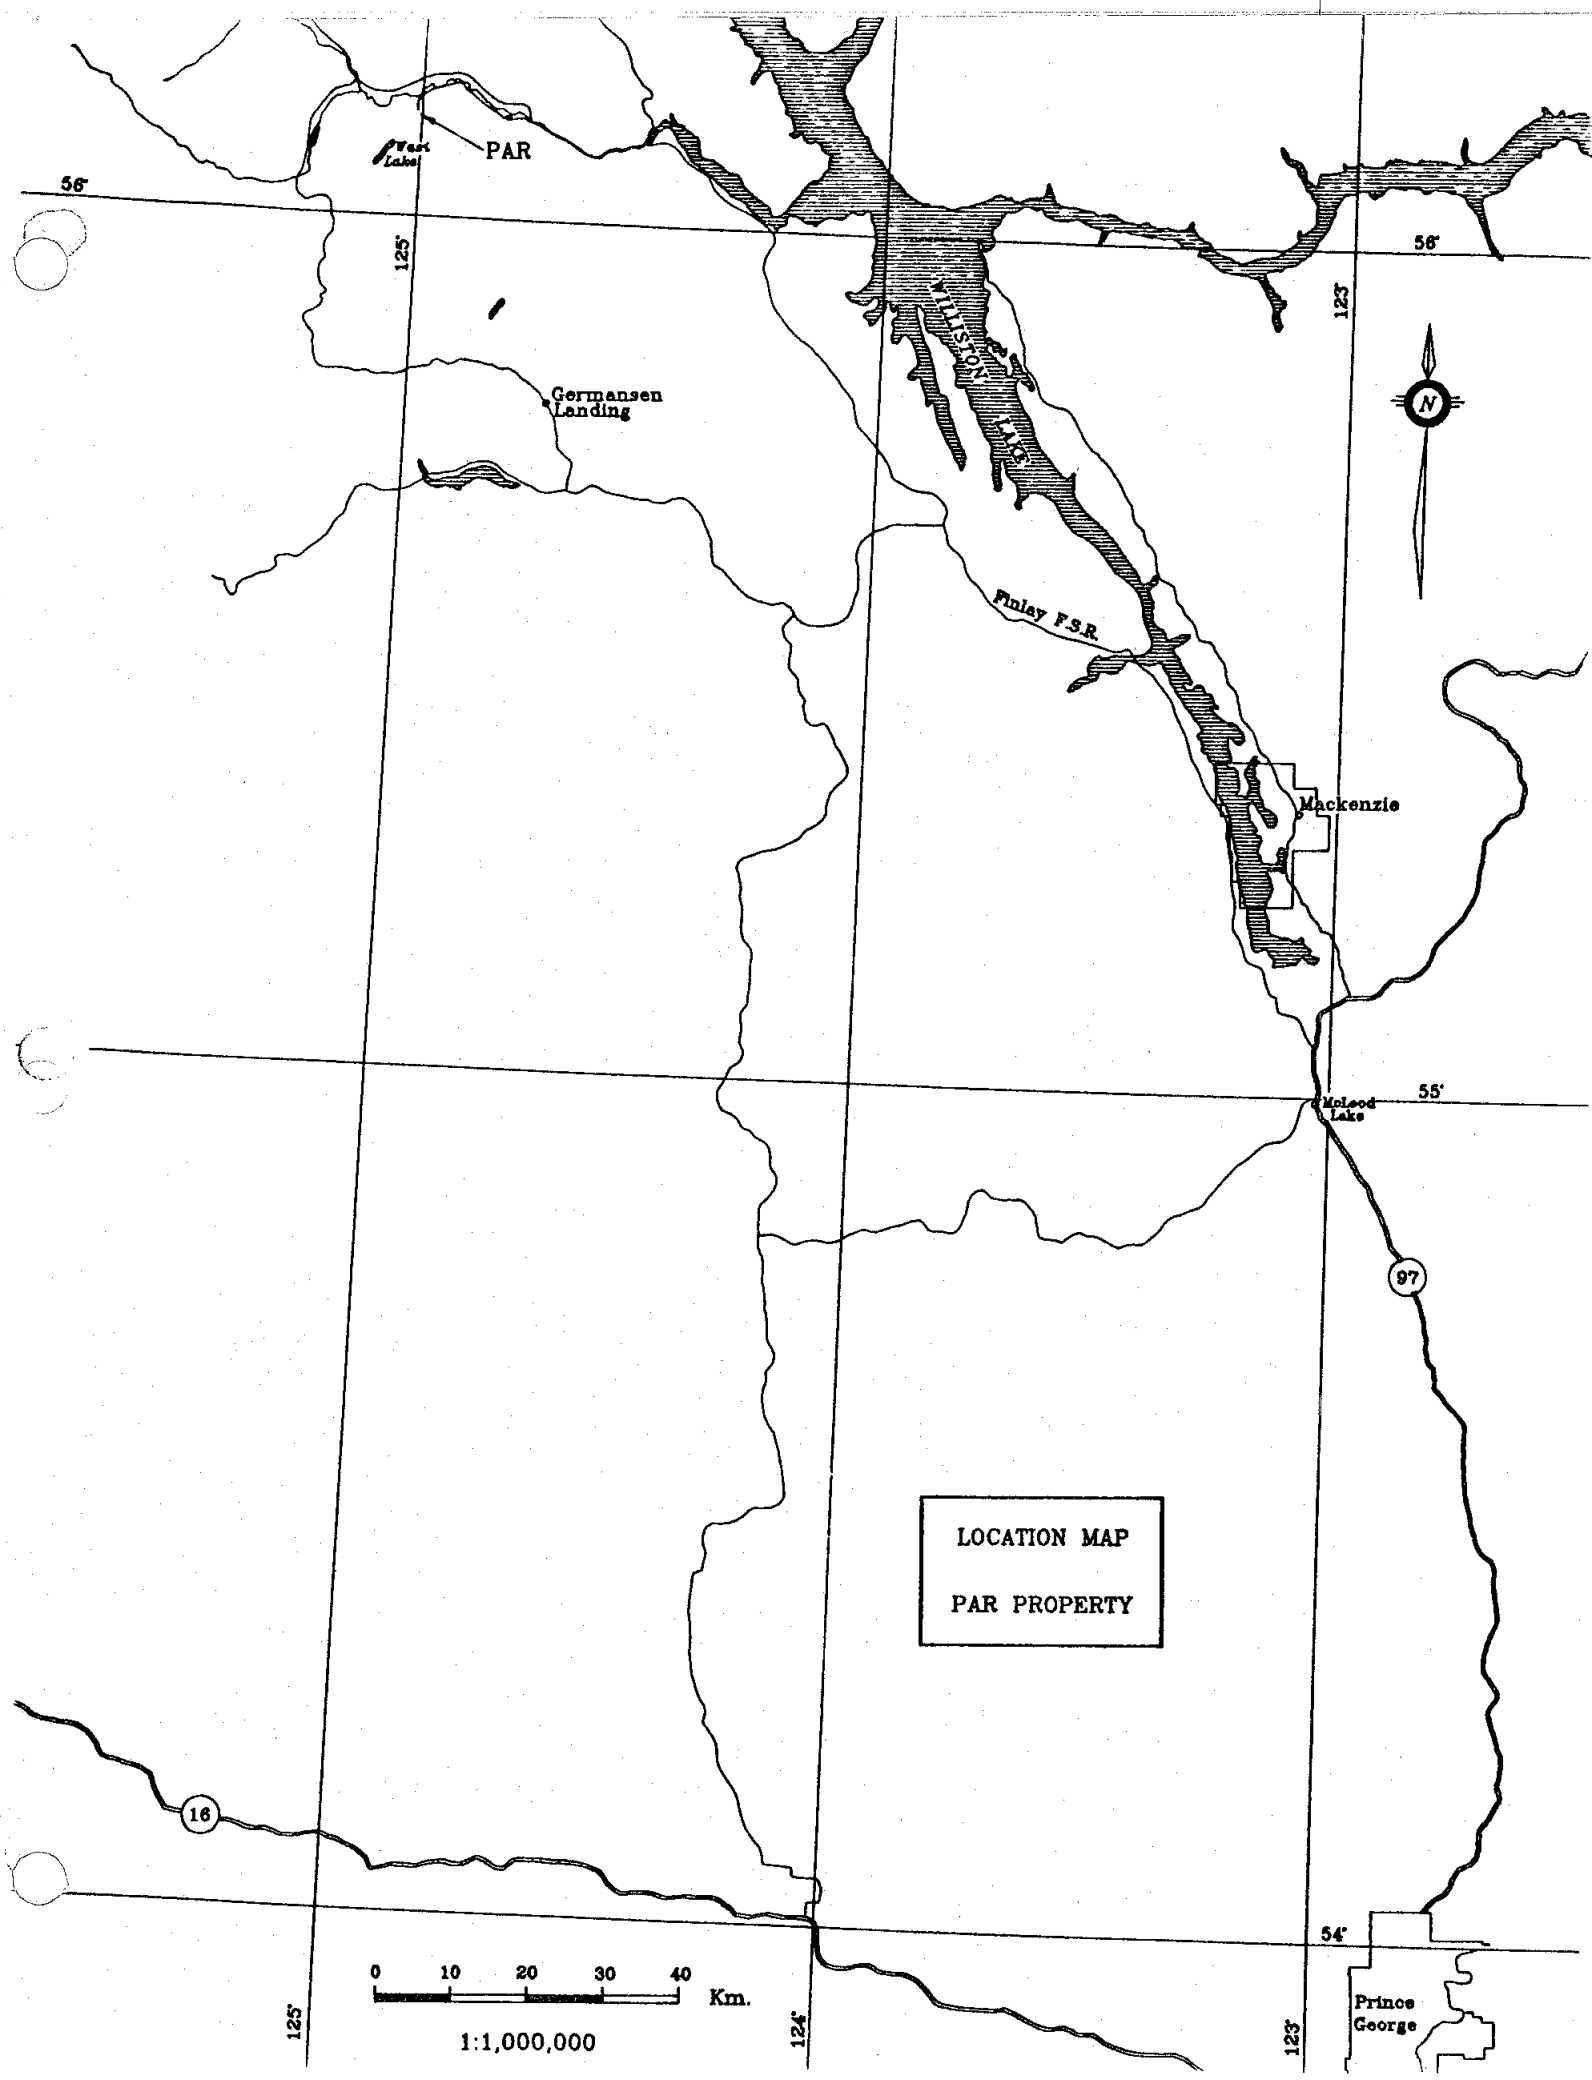 PAR
West
Lake
56°
125°
56°
123°
WILLISTON
LAKE
N
Germansen
Landing
Finlay F.S.R.
Mackenzie
55°
McLeod
Lake
97
LOCATION MAP
PAR PROPERTY
16
54°
0 10 20 30 40
Km.
1:1,000,000
125°
124°
123°
Prince
George